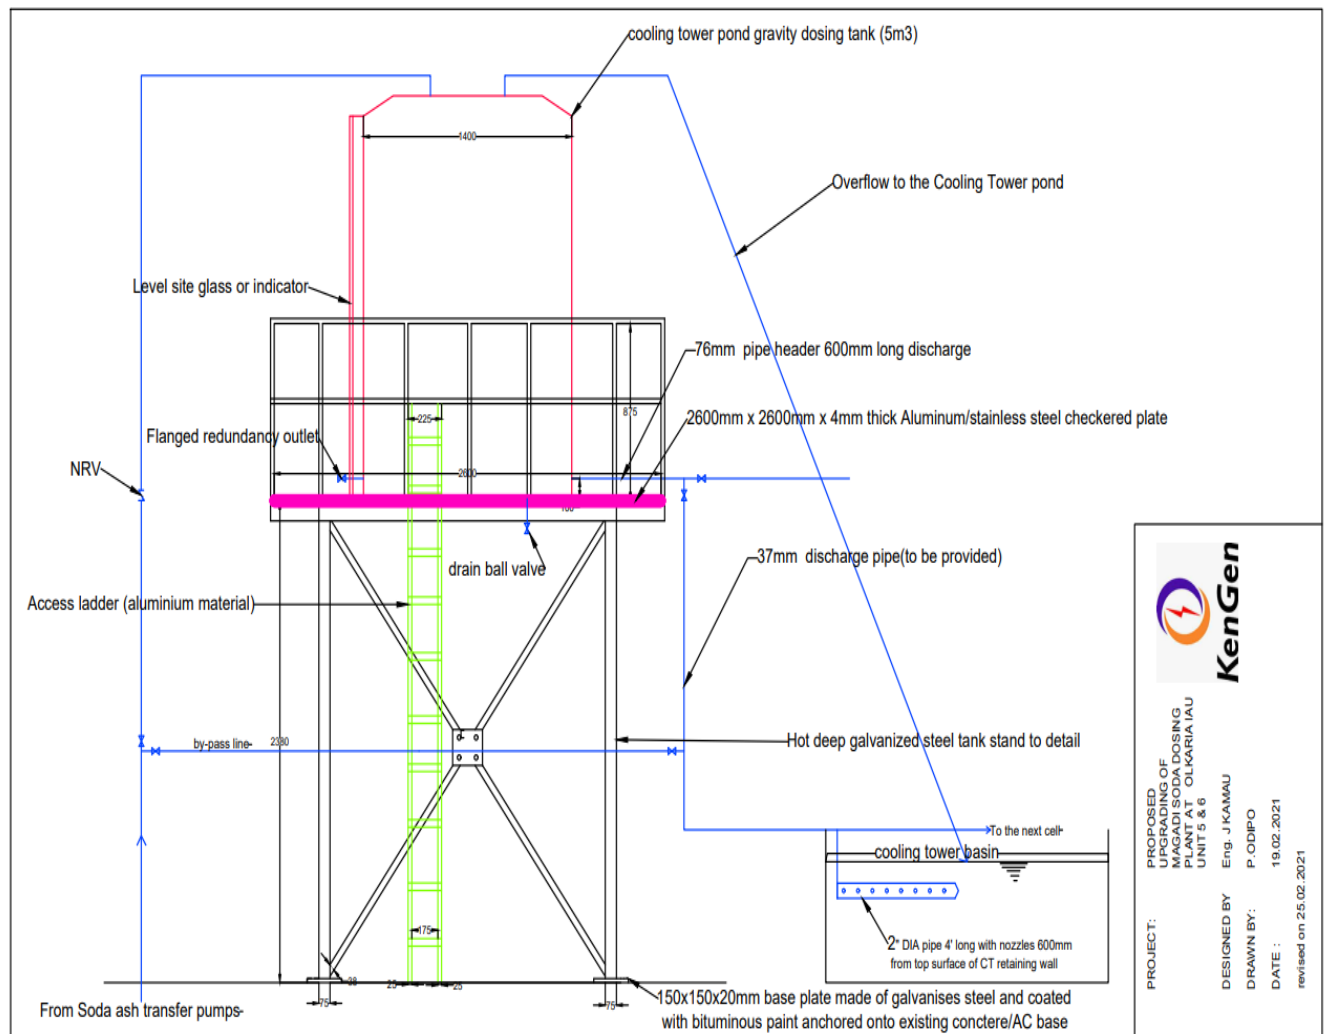 cooling tower pond gravity dosing tank (5m3)
1400
Overflow to the Cooling Tower pond
Level site glass or indicator
76mm pipe header 600mm long discharge
875
225
2600mm x 2600mm x 4mm thick Aluminum/stainless steel checkered plate
Flanged redundancy outlet
NRV
2600
100
37mm discharge pipe(to be provided)
drain ball valve
Access ladder (aluminium material)
by-pass line
2380
Hot deep galvanized steel tank stand to detail
To the next cell
cooling tower basin
175
2" DIA pipe 4' long with nozzles 600mm
from top surface of CT retaining wall
38
25
25
75
75
From Soda ash transfer pumps
150x150x20mm base plate made of galvanises steel and coated
with bituminous paint anchored onto existing conctere/AC base
KenGen
PROJECT: PROPOSED
UPGRADING OF
MAGADI SODA DOSING
PLANT AT OLKARIA IAU
UNIT 5 & 6
DESIGNED BY Eng. J KAMAU
DRAWN BY: P.ODIPO
DATE : 19.02.2021
revised on 25.02.2021